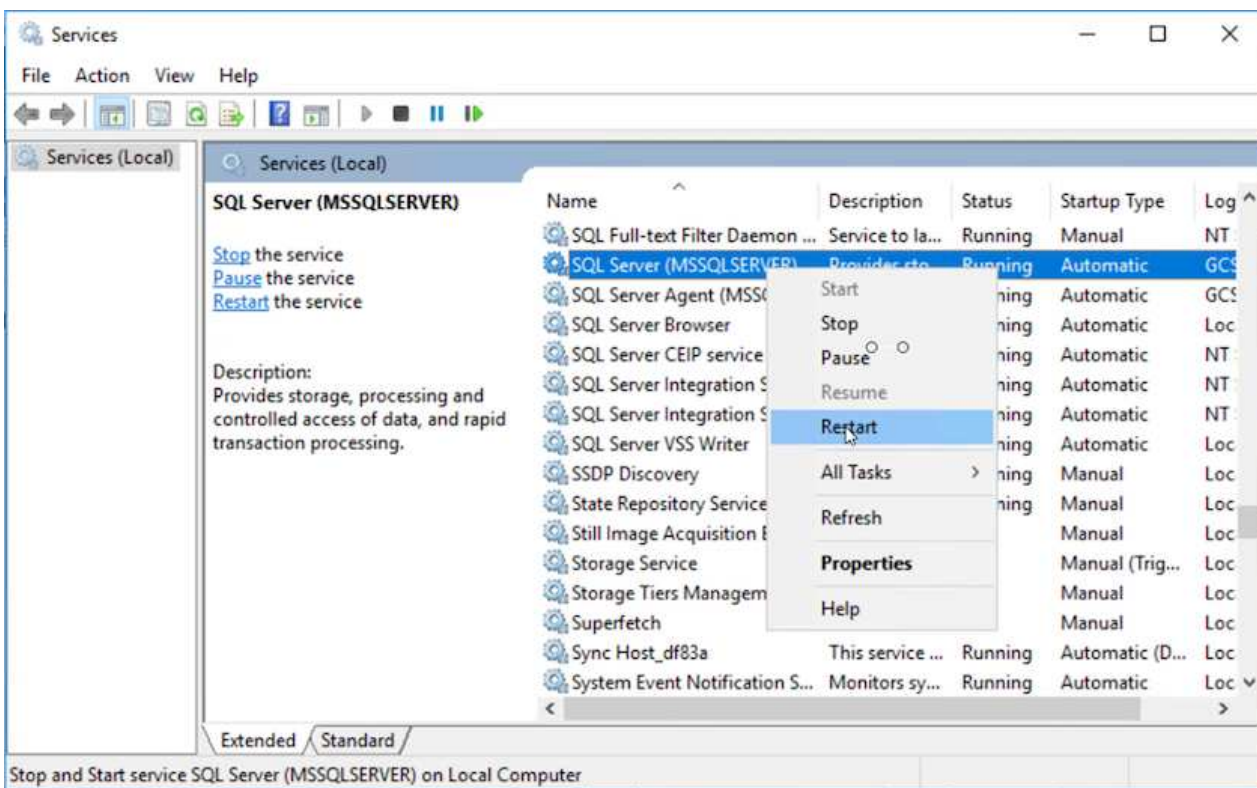 Services
File Action View Help
Services (Local)
Services (Local)
SQL Server (MSSQLSERVER)
Stop the service
Pause the service
Restart the service
Description:
Provides storage, processing and
controlled access of data, and rapid
transaction processing.
Name Description Status Startup Type Log
SQL Full-text Filter Daemon ... Service to la... Running Manual NT
SQL Server (MSSQLSERVER) Provides sto... Running Automatic GCS
SQL Server Agent (MSS Automatic GCS
SQL Server Browser Automatic Loc
SQL Server CEIP service Automatic NT
SQL Server Integration S Automatic NT
SQL Server Integration S Automatic NT
SQL Server VSS Writer Automatic Loc
SSDP Discovery Manual Loc
State Repository Service Manual Loc
Still Image Acquisition E Manual Loc
Storage Service Manual (Trig... Loc
Storage Tiers Managem Manual Loc
Superfetch Manual Loc
Sync Host_df83a This service ... Running Automatic (D... Loc
System Event Notification S... Monitors sy... Running Automatic Loc
Start
Stop
Pause
Resume
Restart
All Tasks
Refresh
Properties
Help
Extended Standard
Stop and Start service SQL Server (MSSQLSERVER) on Local Computer